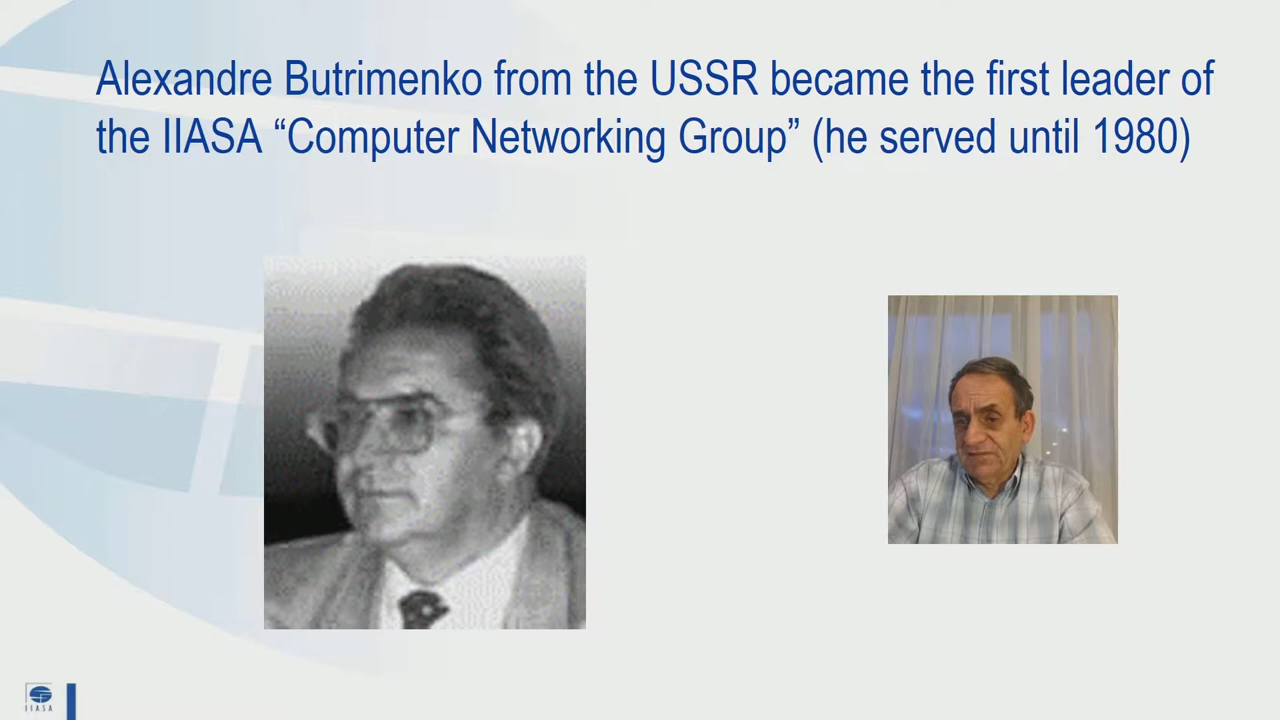 Alexandre Butrimenko from the USSR became the first leader of
the IIASA “Computer Networking Group” (he served until 1980)
IIASA